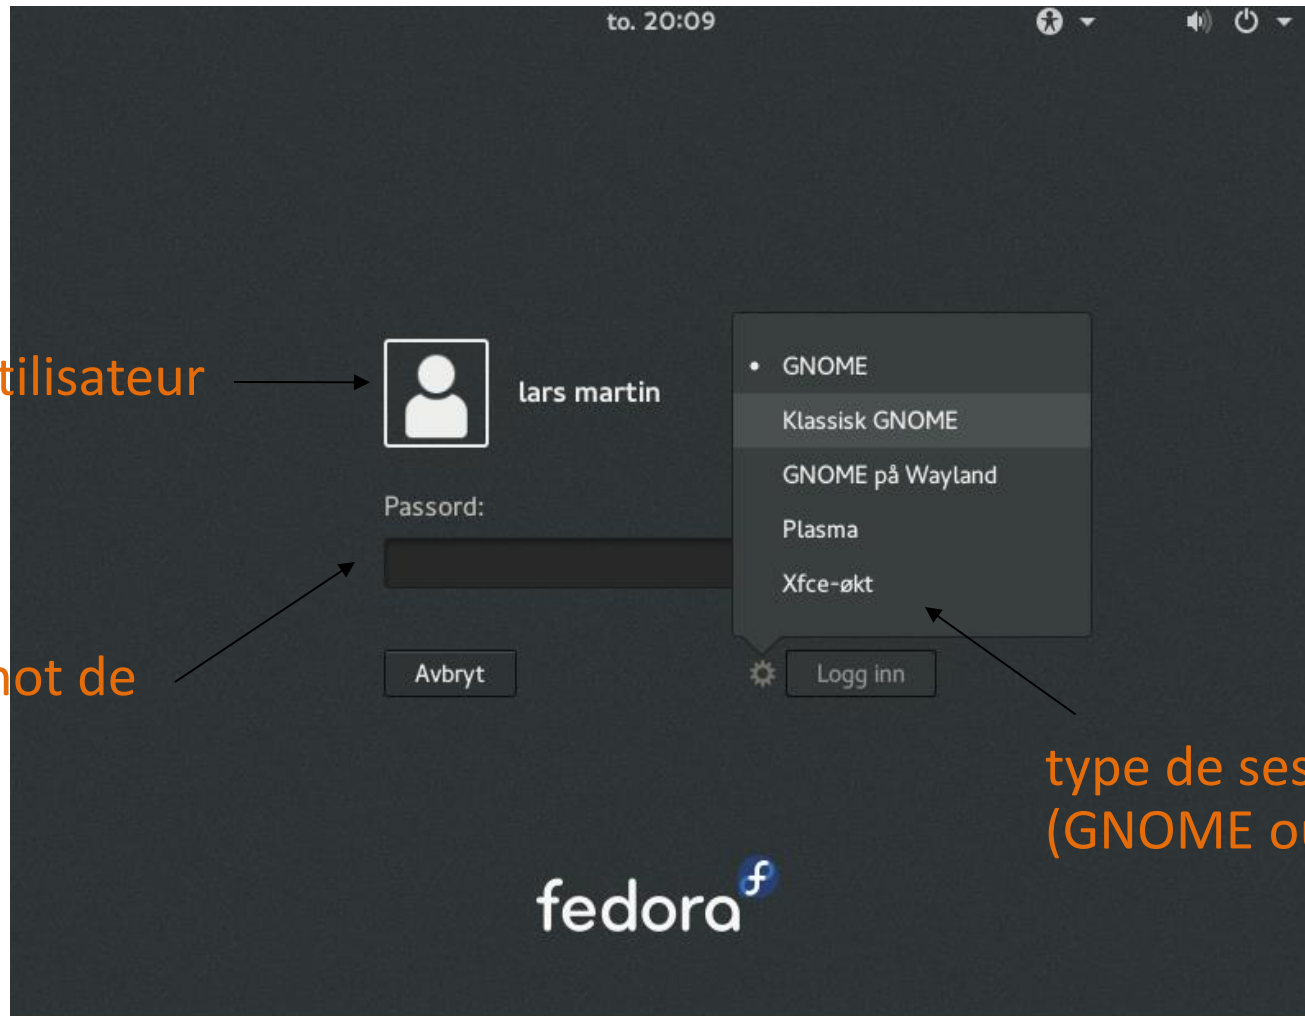 to. 20:09
tilisateur
lars martin
GNOME
Klassisk GNOME
GNOME på Wayland
Plasma
Xfce-økt
Passord:
not de
Avbryt
Logg inn
type de ses
(GNOME ou
fedora